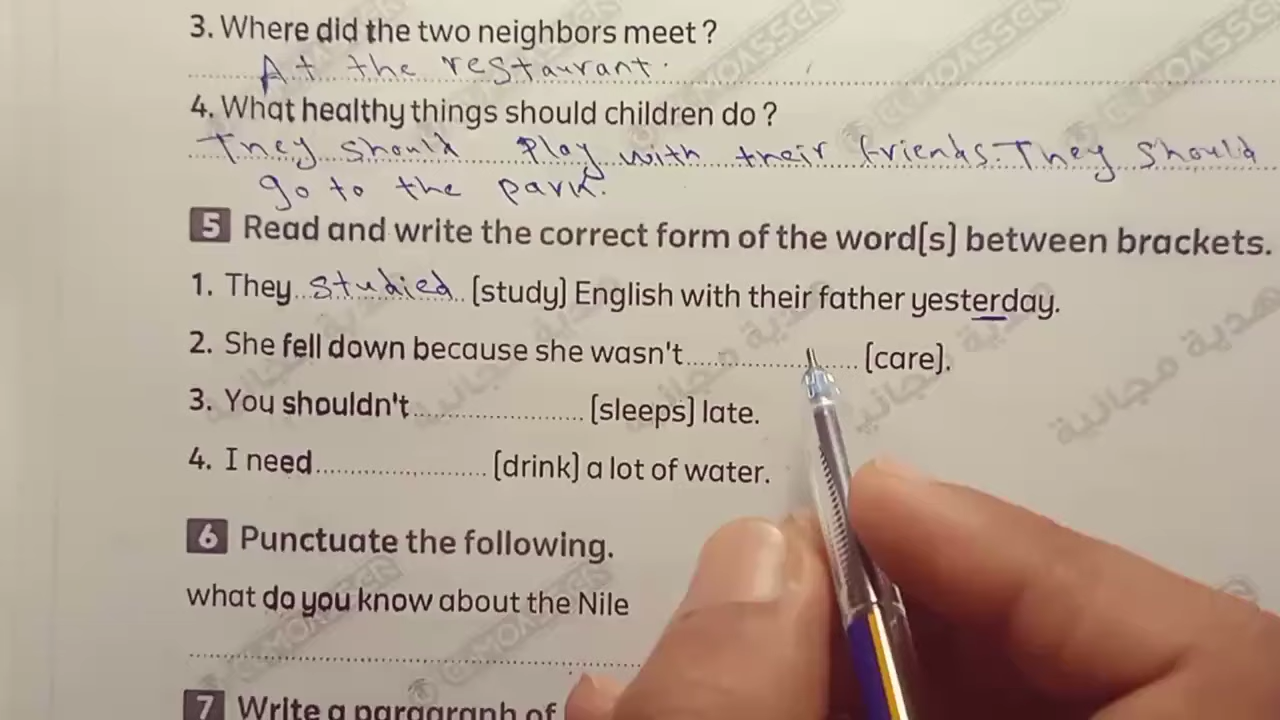 3. Where did the two neighbors meet ?
At the restaurant.
4. What healthy things should children do ?
They should play with their friends. They should
go to the park.
5 Read and write the correct form of the word(s) between brackets.
1. They studied (study) English with their father yesterday.
2. She fell down because she wasn't .................. (care).
3. You shouldn't .................. (sleeps) late.
4. I need .................. (drink) a lot of water.
6 Punctuate the following.
what do you know about the Nile
7 Write a paragraph of